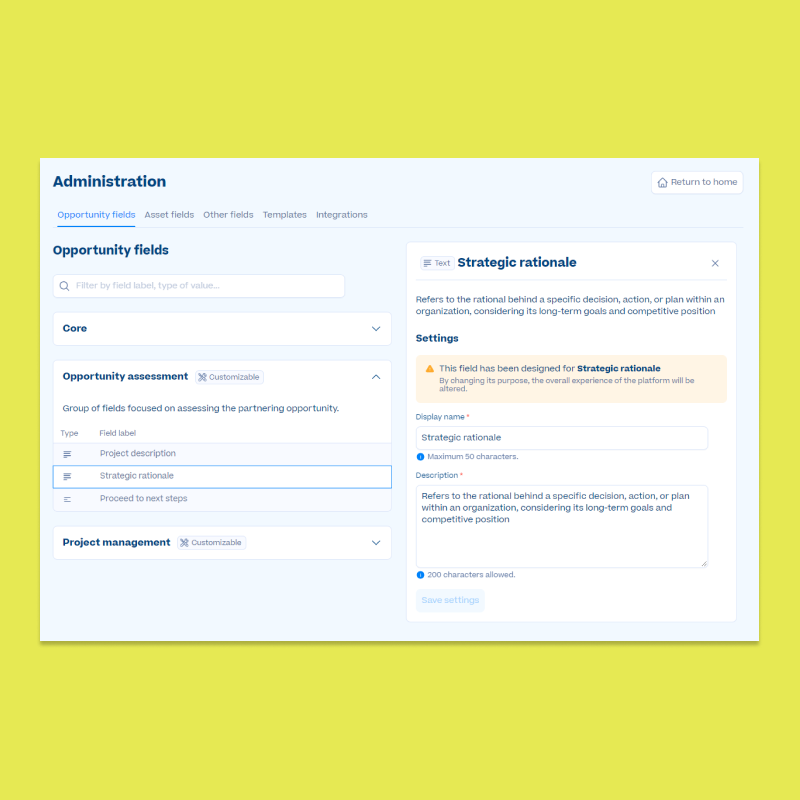 Administration
Return to home
Opportunity fields
Asset fields
Other fields
Templates
Integrations
Opportunity fields
Filter by field label, type of value...
Core
Opportunity assessment
Customizable
Group of fields focused on assessing the partnering opportunity.
Type
Field label
Project description
Strategic rationale
Proceed to next steps
Project management
Customizable
Text
Strategic rationale
Refers to the rational behind a specific decision, action, or plan within an
organization, considering its long-term goals and competitive position
Settings
This field has been designed for Strategic rationale
By changing its purpose, the overall experience of the platform will be
altered.
Display name *
Strategic rationale
Maximum 50 characters.
Description *
Refers to the rational behind a specific decision, action, or plan
within an organization, considering its long-term goals and
competitive position
200 characters allowed.
Save settings